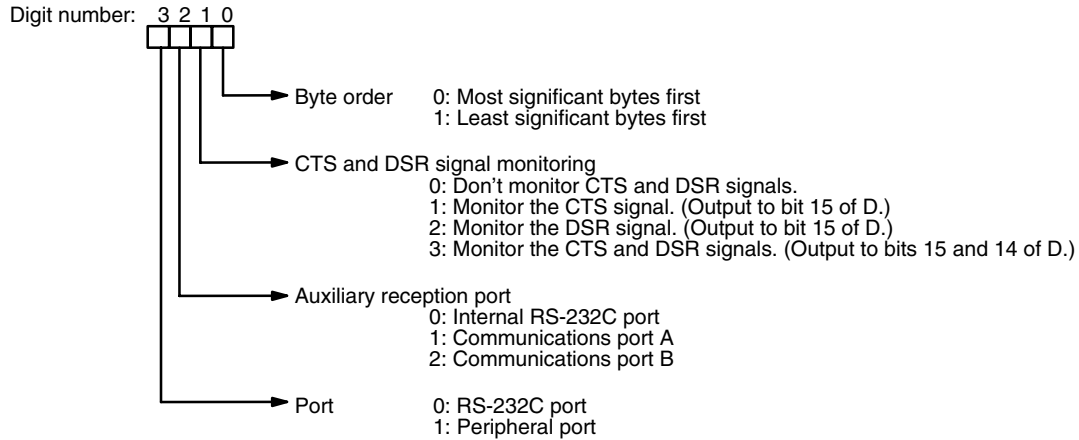 Digit number: 3 2 1 0
Byte order 0: Most significant bytes first
1: Least significant bytes first
CTS and DSR signal monitoring
0: Don't monitor CTS and DSR signals.
1: Monitor the CTS signal. (Output to bit 15 of D.)
2: Monitor the DSR signal. (Output to bit 15 of D.)
3: Monitor the CTS and DSR signals. (Output to bits 15 and 14 of D.)
Auxiliary reception port
0: Internal RS-232C port
1: Communications port A
2: Communications port B
Port 0: RS-232C port
1: Peripheral port